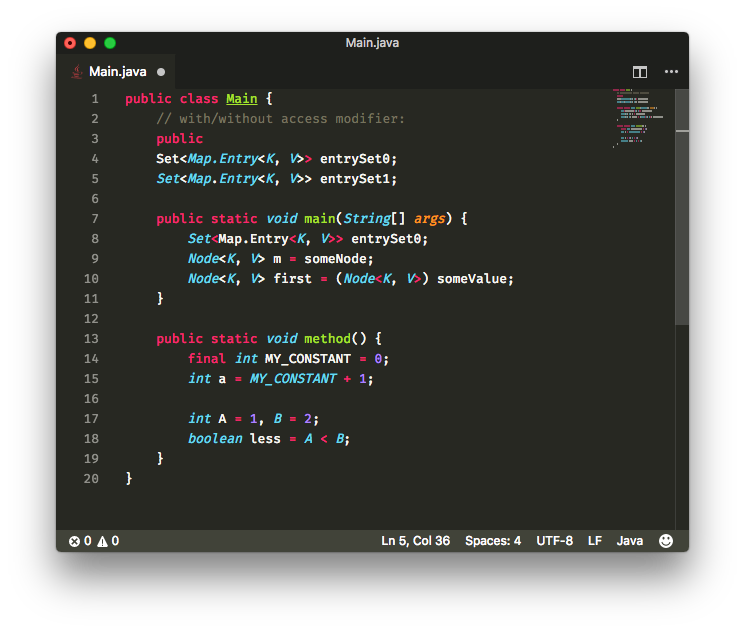 Main.java
Main.java
1 public class Main {
2 // with/without access modifier:
3 public
4 Set<Map.Entry<K, V>> entrySet0;
5 Set<Map.Entry<K, V>> entrySet1;
6
7 public static void main(String[] args) {
8 Set<Map.Entry<K, V>> entrySet0;
9 Node<K, V> m = someNode;
10 Node<K, V> first = (Node<K, V>) someValue;
11 }
12
13 public static void method() {
14 final int MY_CONSTANT = 0;
15 int a = MY_CONSTANT + 1;
16
17 int A = 1, B = 2;
18 boolean less = A < B;
19 }
20 }
0 0 Ln 5, Col 36 Spaces: 4 UTF-8 LF Java